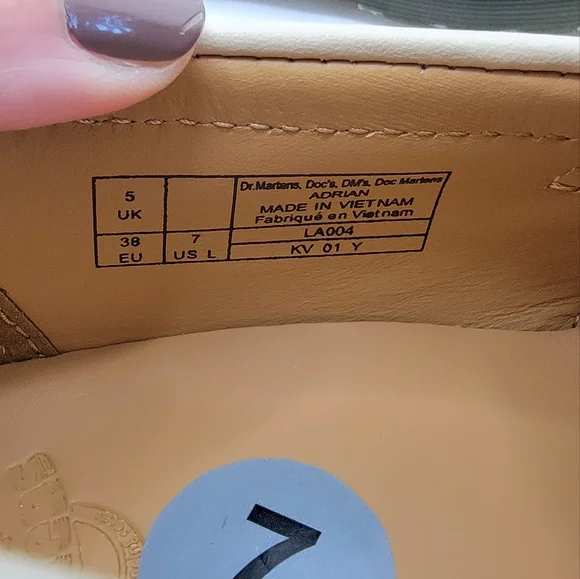 5
UK
Dr.Martens, Doc's, DM's, Doc Martens
ADRIAN
MADE IN VIETNAM
Fabriqué en Vietnam
38
EU
7
US L
LA004
KV 01 Y
7